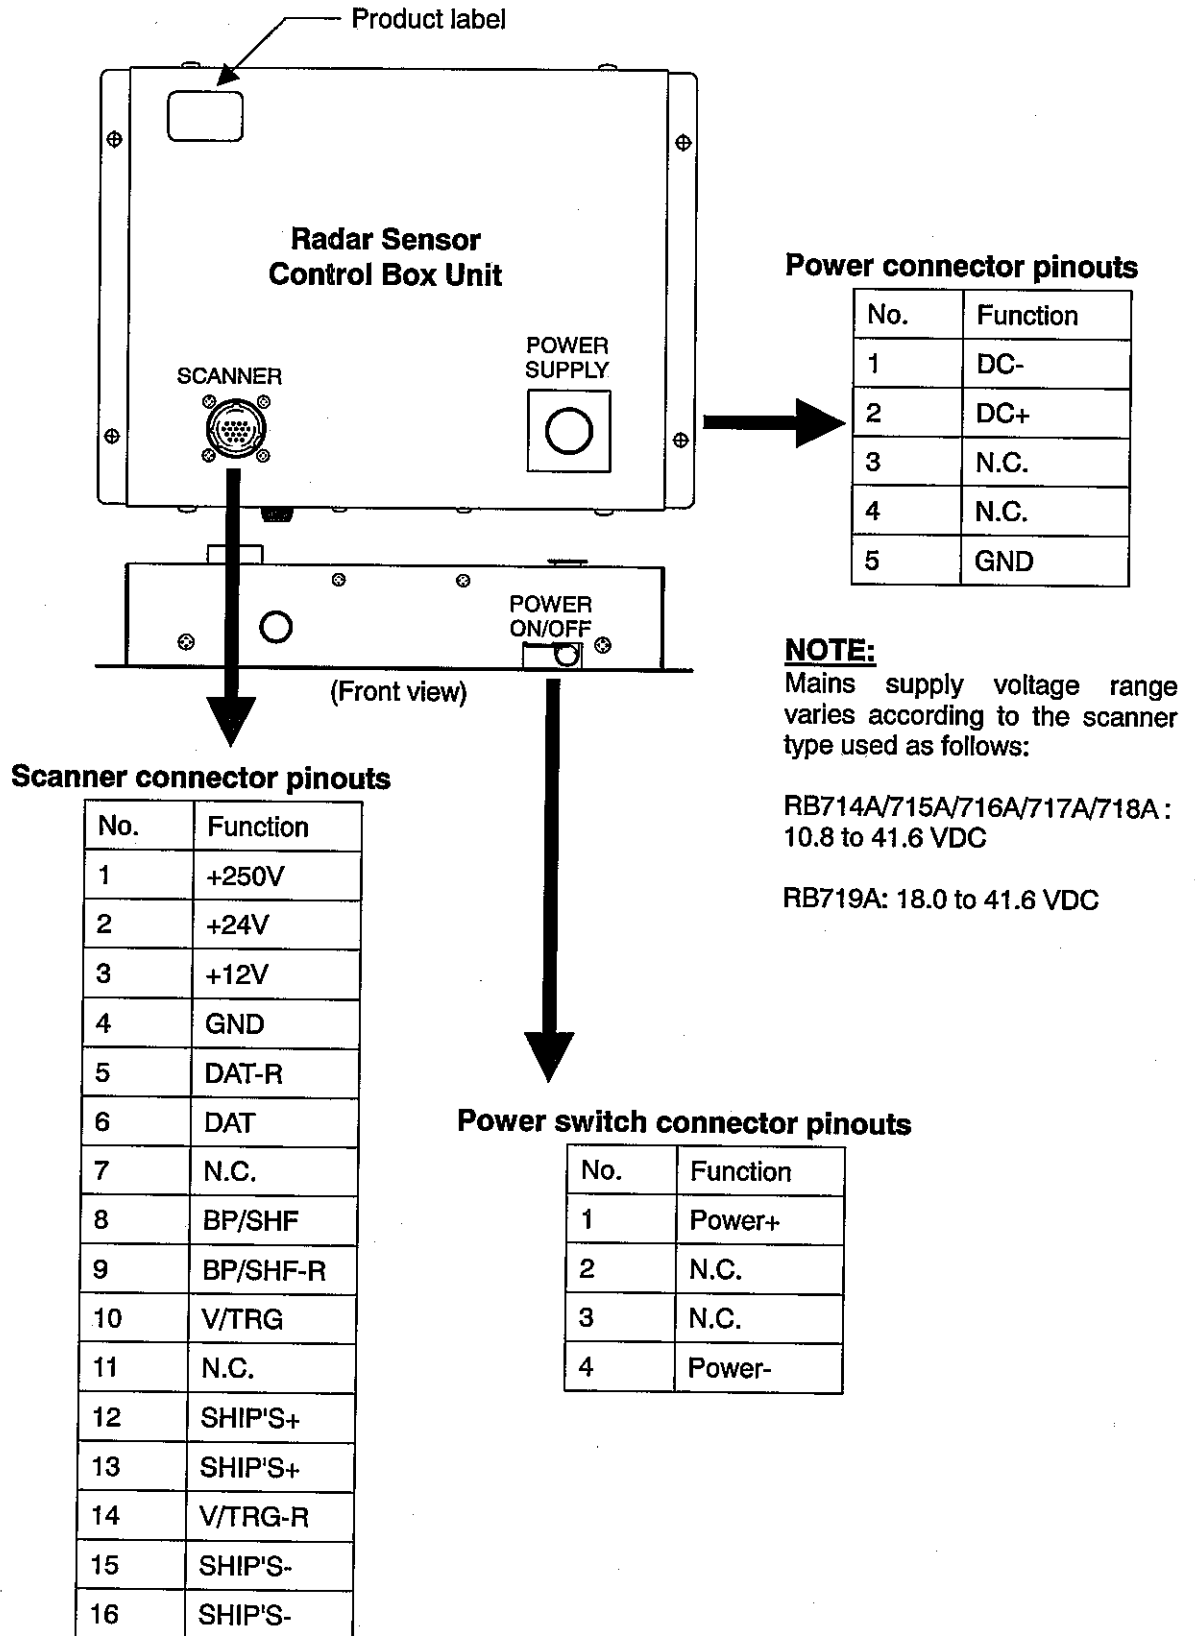 Product label
Radar Sensor
Control Box Unit
SCANNER
POWER
SUPPLY
Power connector pinouts
No. Function
1 DC-
2 DC+
3 N.C.
4 N.C.
5 GND
POWER
ON/OFF
(Front view)
NOTE:
Mains supply voltage range
varies according to the scanner
type used as follows:
RB714A/715A/716A/717A/718A :
10.8 to 41.6 VDC
RB719A: 18.0 to 41.6 VDC
Scanner connector pinouts
No. Function
1 +250V
2 +24V
3 +12V
4 GND
5 DAT-R
6 DAT
7 N.C.
8 BP/SHF
9 BP/SHF-R
10 V/TRG
11 N.C.
12 SHIP'S+
13 SHIP'S+
14 V/TRG-R
15 SHIP'S-
16 SHIP'S-
Power switch connector pinouts
No. Function
1 Power+
2 N.C.
3 N.C.
4 Power-